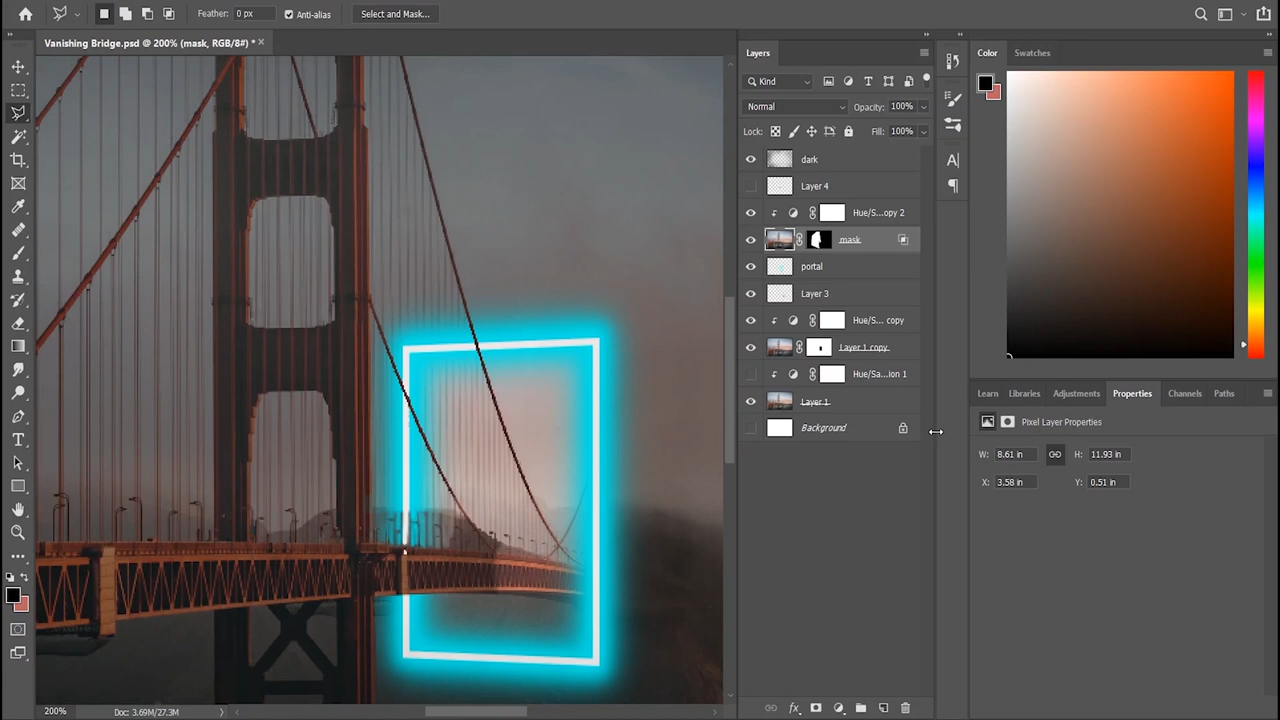 Feather: 0 px Anti-alias Select and Mask...
Vanishing Bridge.psd @ 200% (mask, RGB/8#) * ×
Layers
Kind
Normal Opacity: 100%
Lock: Fill: 100%
dark
Layer 4
Hue/S...opy 2
mask
portal
Layer 3
Hue/S... copy
Layer 1 copy
Hue/Sa...ion 1
Layer 1
Background
Color Swatches
Learn Libraries Adjustments Properties Channels Paths
Pixel Layer Properties
W: 8.61 in H: 11.93 in
X: 3.58 in Y: 0.51 in
200% Doc: 3.69M/27.3M